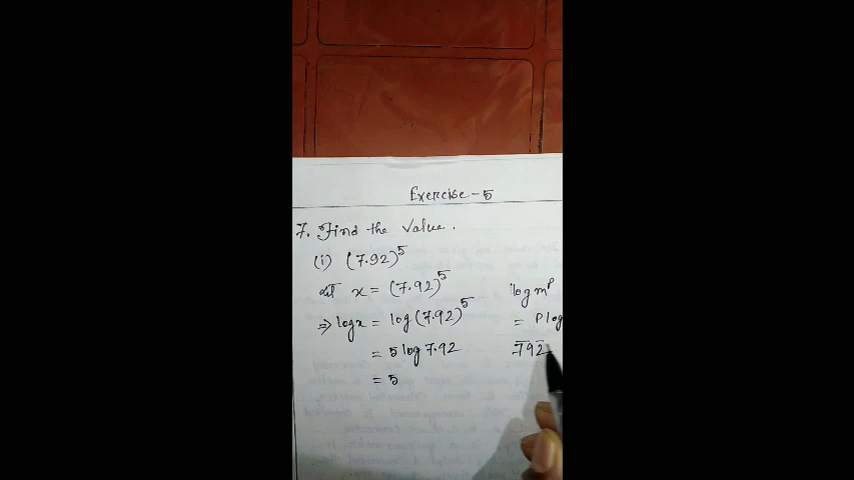 Exercise - 5
7. Find the value.
(i) (7.92)^5
let x = (7.92)^5
⇒ log x = log (7.92)^5
= 5 log 7.92
= 5
log m^p
= P log
792